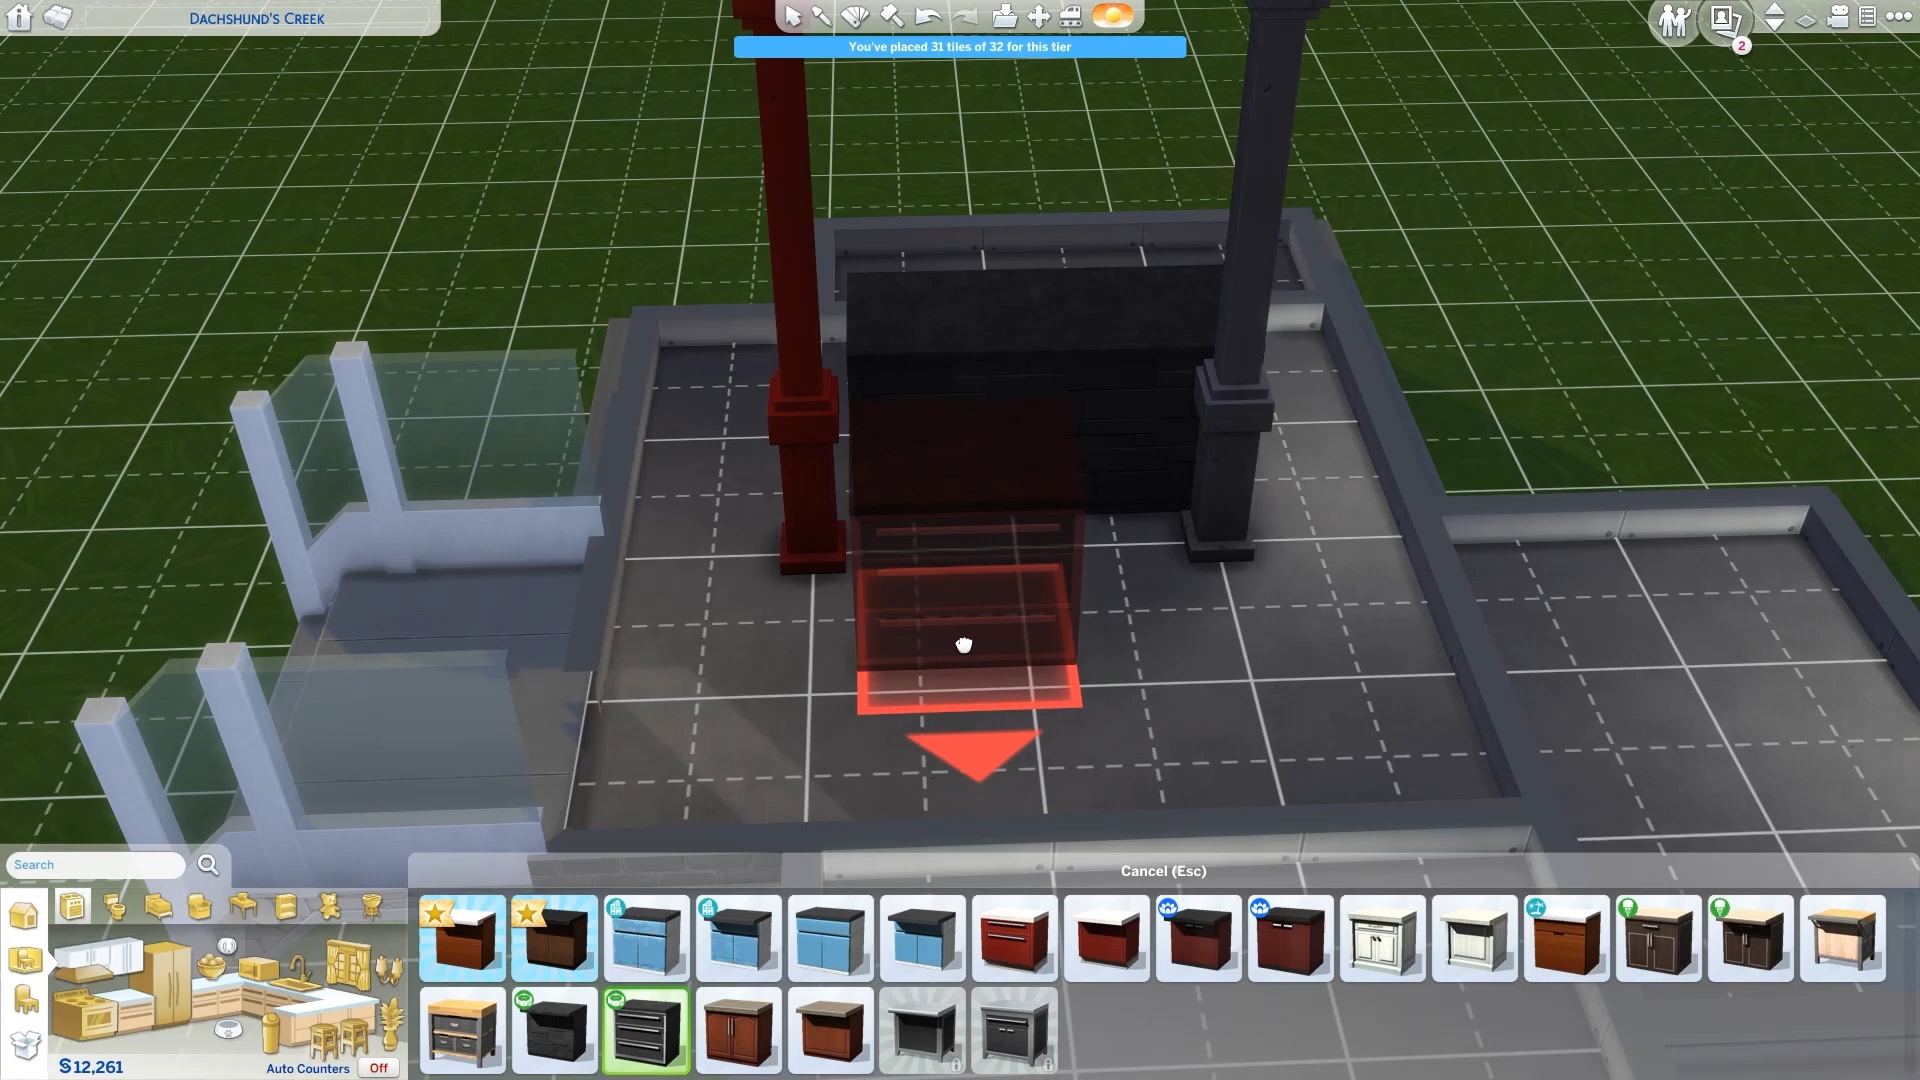 DACHSHUND'S CREEK
You've placed 31 tiles of 32 for this tier
2
Search
Cancel (Esc)
§12,261
Auto Counters Off